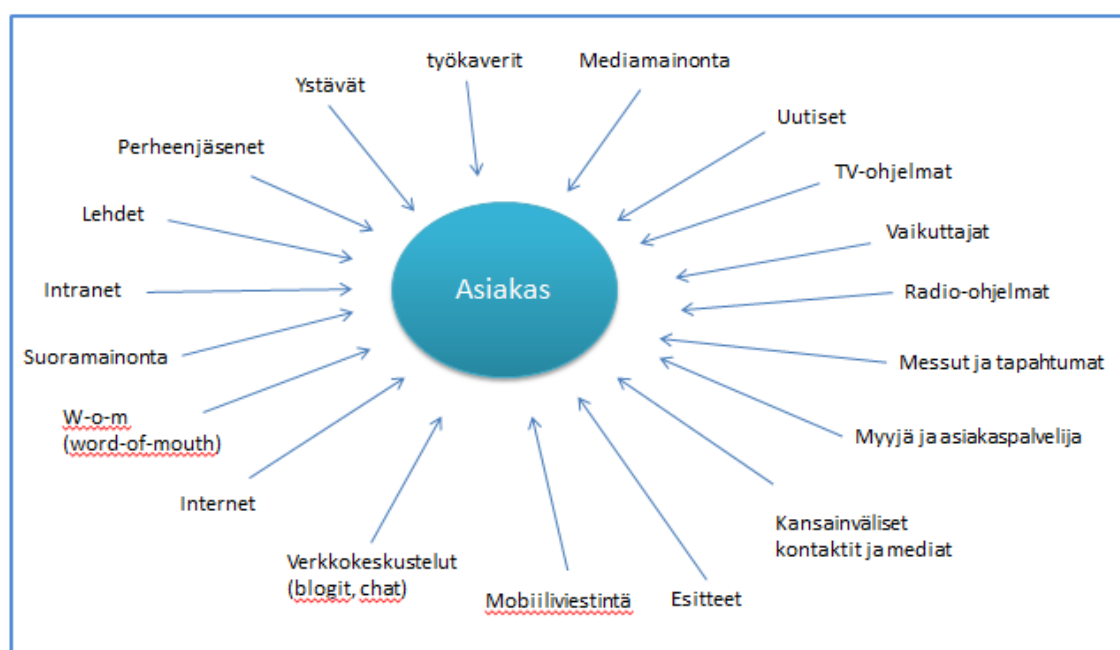 työkaverit
Mediamainonta
Ystävät
Uutiset
Perheenjäsenet
TV-ohjelmat
Lehdet
Vaikuttajat
Intranet
Asiakas
Radio-ohjelmat
Suoramainonta
Messut ja tapahtumat
W-o-m
(word-of-mouth)
Myyjä ja asiakaspalvelija
Internet
Kansainväliset
kontaktit ja mediat
Verkkokeskustelut
(blogit, chat)
Mobiiliviestintä
Esitteet